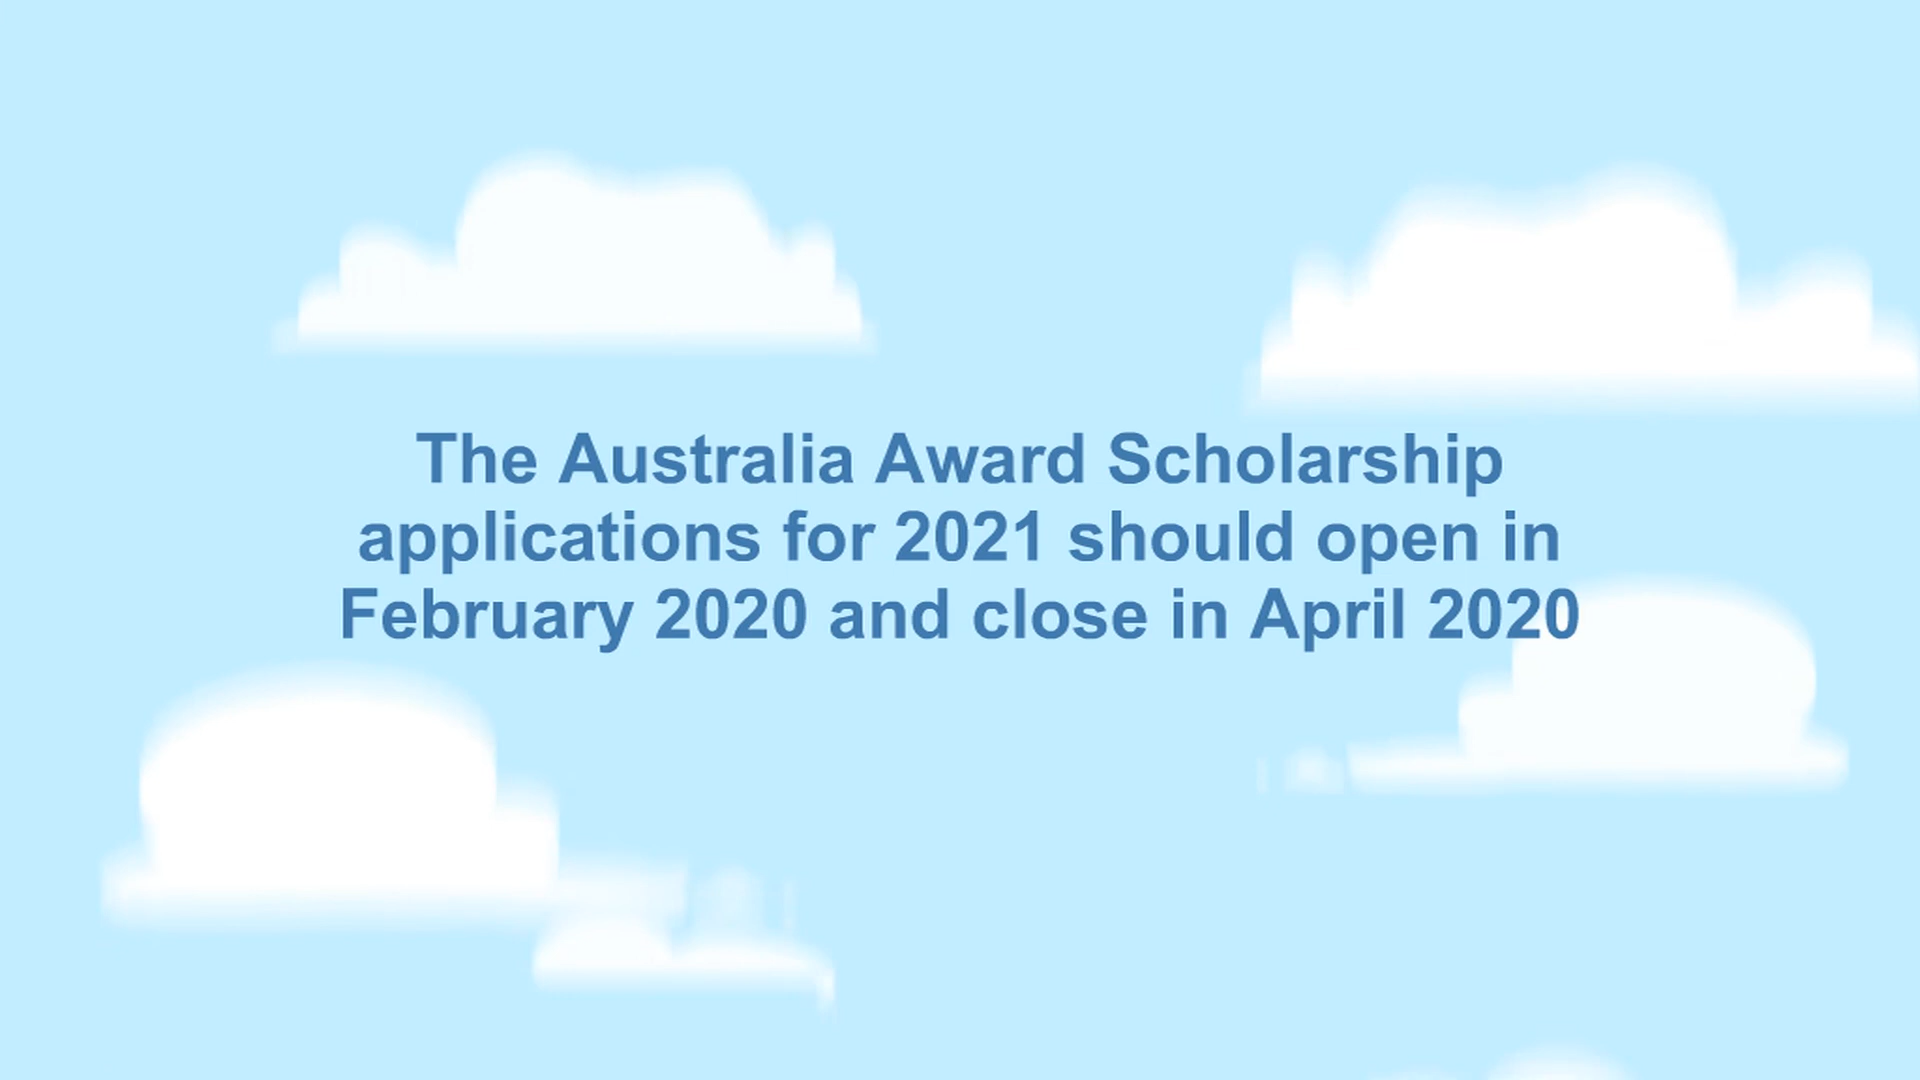 The Australia Award Scholarship
applications for 2021 should open in
February 2020 and close in April 2020